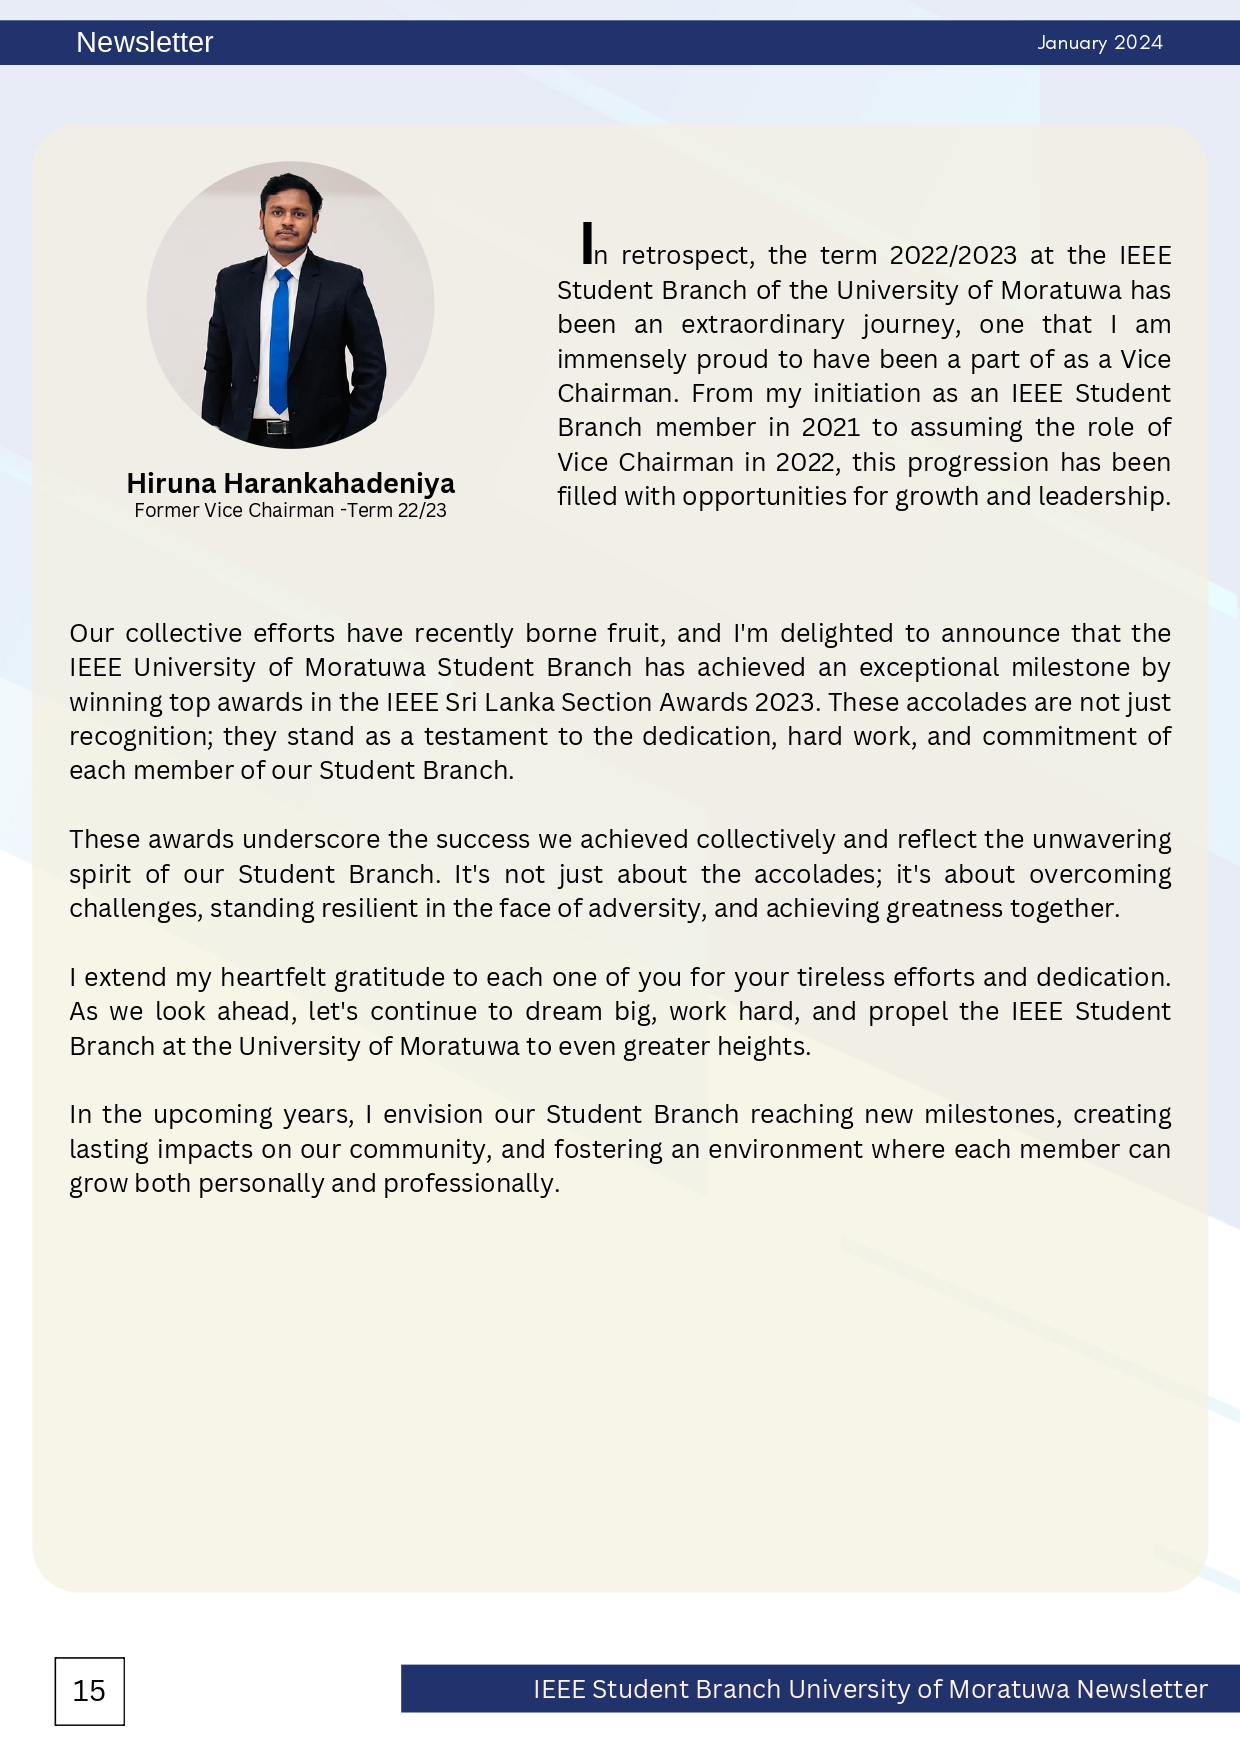 Newsletter
January 2024
In retrospect, the term 2022/2023 at the IEEE
Student Branch of the University of Moratuwa has
been an extraordinary journey, one that I am
immensely proud to have been a part of as a Vice
Chairman. From my initiation as an IEEE Student
Branch member in 2021 to assuming the role of
Vice Chairman in 2022, this progression has been
filled with opportunities for growth and leadership.
Hiruna Harankahadeniya
Former Vice Chairman -Term 22/23
Our collective efforts have recently borne fruit, and I'm delighted to announce that the
IEEE University of Moratuwa Student Branch has achieved an exceptional milestone by
winning top awards in the IEEE Sri Lanka Section Awards 2023. These accolades are not just
recognition; they stand as a testament to the dedication, hard work, and commitment of
each member of our Student Branch.
These awards underscore the success we achieved collectively and reflect the unwavering
spirit of our Student Branch. It's not just about the accolades; it's about overcoming
challenges, standing resilient in the face of adversity, and achieving greatness together.
I extend my heartfelt gratitude to each one of you for your tireless efforts and dedication.
As we look ahead, let's continue to dream big, work hard, and propel the IEEE Student
Branch at the University of Moratuwa to even greater heights.
In the upcoming years, I envision our Student Branch reaching new milestones, creating
lasting impacts on our community, and fostering an environment where each member can
grow both personally and professionally.
15
IEEE Student Branch University of Moratuwa Newsletter